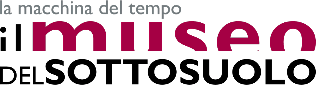 la macchina del tempo
il museo
DEL SOTTOSUOLO